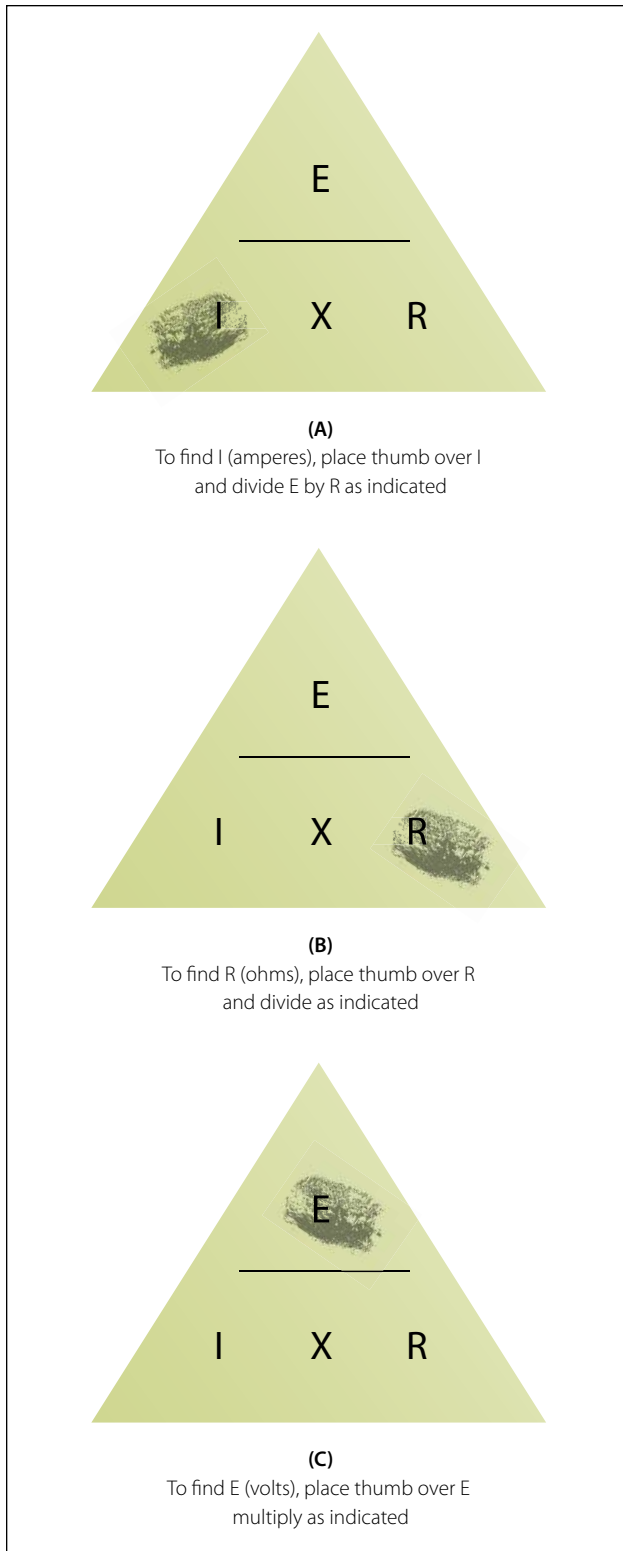 E
I X R
(A)
To find I (amperes), place thumb over I
and divide E by R as indicated
E
I X R
(B)
To find R (ohms), place thumb over R
and divide as indicated
E
I X R
(C)
To find E (volts), place thumb over E
multiply as indicated